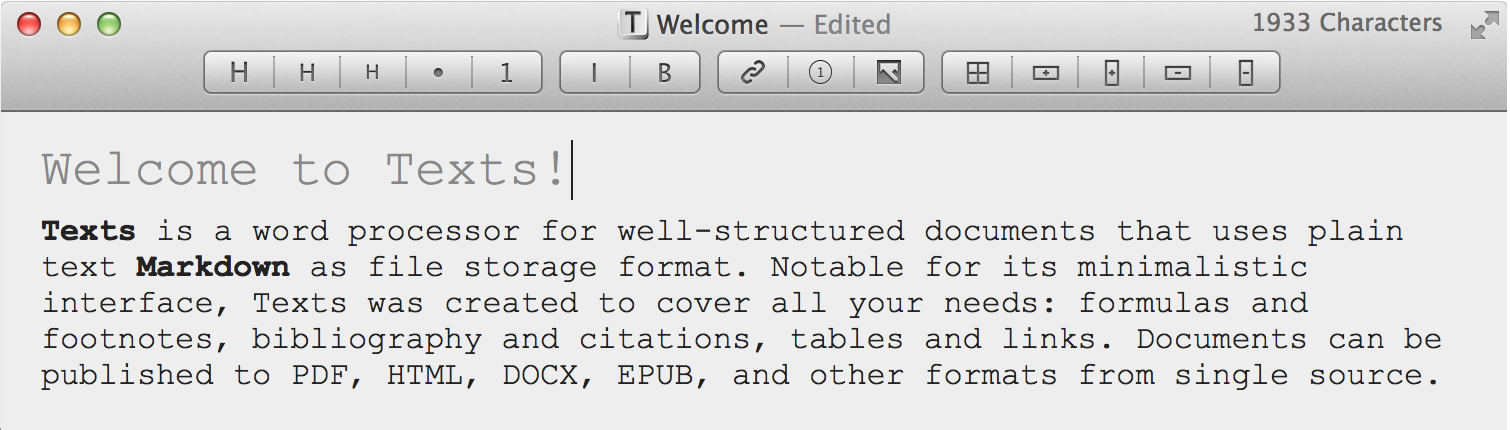 T Welcome — Edited
1933 Characters
H H H • 1 I B 1
Welcome to Texts!
Texts is a word processor for well-structured documents that uses plain
text Markdown as file storage format. Notable for its minimalistic
interface, Texts was created to cover all your needs: formulas and
footnotes, bibliography and citations, tables and links. Documents can be
published to PDF, HTML, DOCX, EPUB, and other formats from single source.